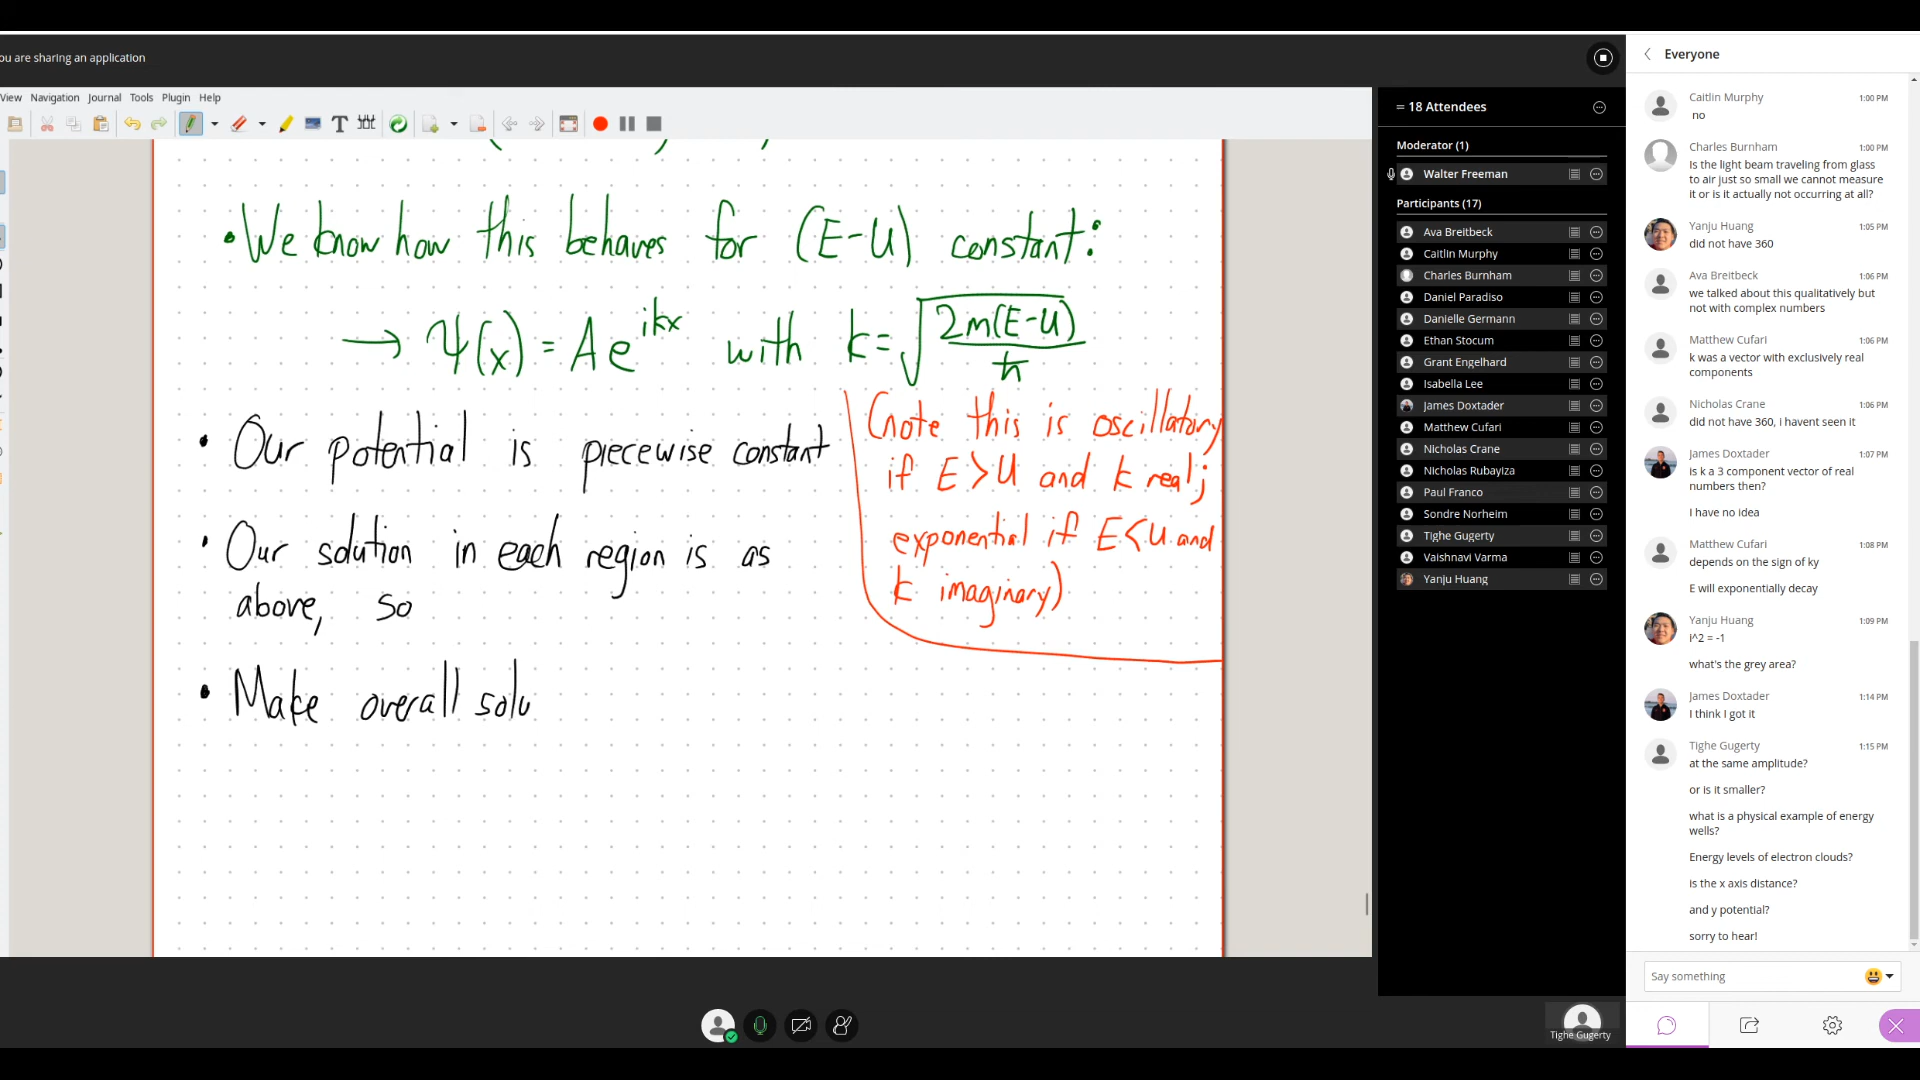 ou are sharing an application
View Navigation Journal Tools Plugin Help
• We know how this behaves for (E-U) constant:
→ Ψ(x) = Ae^{ikx} with k = √(2m(E-U)/ħ)
• Our potential is piecewise constant
(note this is oscillatory
if E > U and k real;
exponential if E < U and
k imaginary)
• Our solution in each region is as
above, so
• Make overall solu
= 18 Attendees
Moderator (1)
Walter Freeman
Participants (17)
Ava Breitbeck
Caitlin Murphy
Charles Burnham
Daniel Paradiso
Danielle Germann
Ethan Stocum
Grant Engelhard
Isabella Lee
James Doxtader
Matthew Cufari
Nicholas Crane
Nicholas Rubayiza
Paul Franco
Sondre Norheim
Tighe Gugerty
Vaishnavi Varma
Yanju Huang
Tighe Gugerty
Everyone
Caitlin Murphy 1:00 PM
no
Charles Burnham 1:00 PM
Is the light beam traveling from glass
to air just so small we cannot measure
it or is it actually not occurring at all?
Yanju Huang 1:05 PM
did not have 360
Ava Breitbeck 1:06 PM
we talked about this qualitatively but
not with complex numbers
Matthew Cufari 1:06 PM
k was a vector with exclusively real
components
Nicholas Crane 1:06 PM
did not have 360, i havent seen it
James Doxtader 1:07 PM
is k a 3 component vector of real
numbers then?
I have no idea
Matthew Cufari 1:08 PM
depends on the sign of ky
E will exponentially decay
Yanju Huang 1:09 PM
i^2 = -1
what's the grey area?
James Doxtader 1:14 PM
I think I got it
Tighe Gugerty 1:15 PM
at the same amplitude?
or is it smaller?
what is a physical example of energy
wells?
Energy levels of electron clouds?
is the x axis distance?
and y potential?
sorry to hear!
Say something